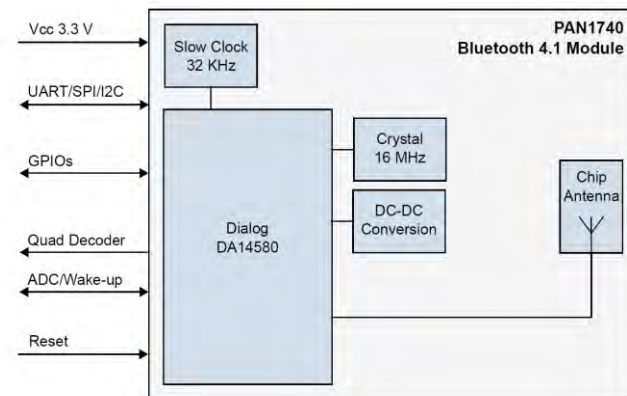 PAN1740
Bluetooth 4.1 Module
Vcc 3.3 V
UART/SPI/I2C
GPIOs
Quad Decoder
ADC/Wake-up
Reset
Slow Clock
32 KHz
Crystal
16 MHz
DC-DC
Conversion
Dialog
DA14580
Chip
Antenna